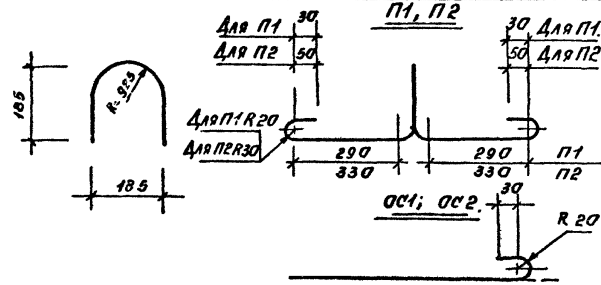 П1, П2
Для П1 30
Для П2 50
30 Для П1.
50 Для П2
185
R=92.5
185
Для П1 R20
Для П2 R30
290 290 П1
330 330 П2
ОС1; ОС2.
30
R 20